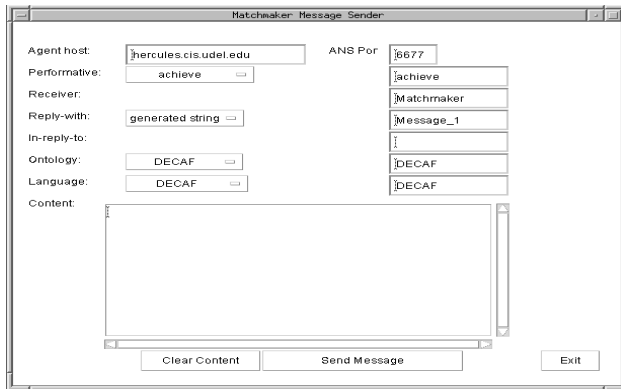 Matchmaker Message Sender
Agent host: hercules.cis.udel.edu ANS Por 6677
Performative: achieve achieve
Receiver: Matchmaker
Reply-with: generated string Message_1
In-reply-to:
Ontology: DECAF DECAF
Language: DECAF DECAF
Content:
Clear Content Send Message Exit